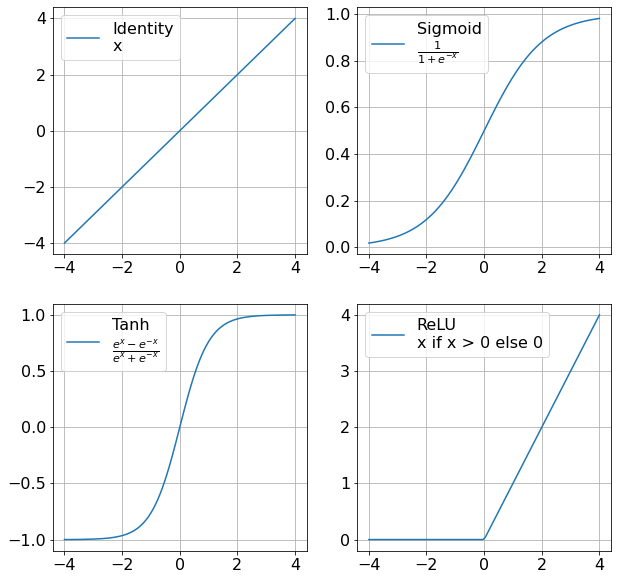 Identity
x
4
2
0
−2
−4
−4 −2 0 2 4
Sigmoid
1
1 + e^{−x}
1.0
0.8
0.6
0.4
0.2
0.0
−4 −2 0 2 4
Tanh
e^x − e^{−x}
e^x + e^{−x}
1.0
0.5
0.0
−0.5
−1.0
−4 −2 0 2 4
ReLU
x if x > 0 else 0
4
3
2
1
0
−4 −2 0 2 4